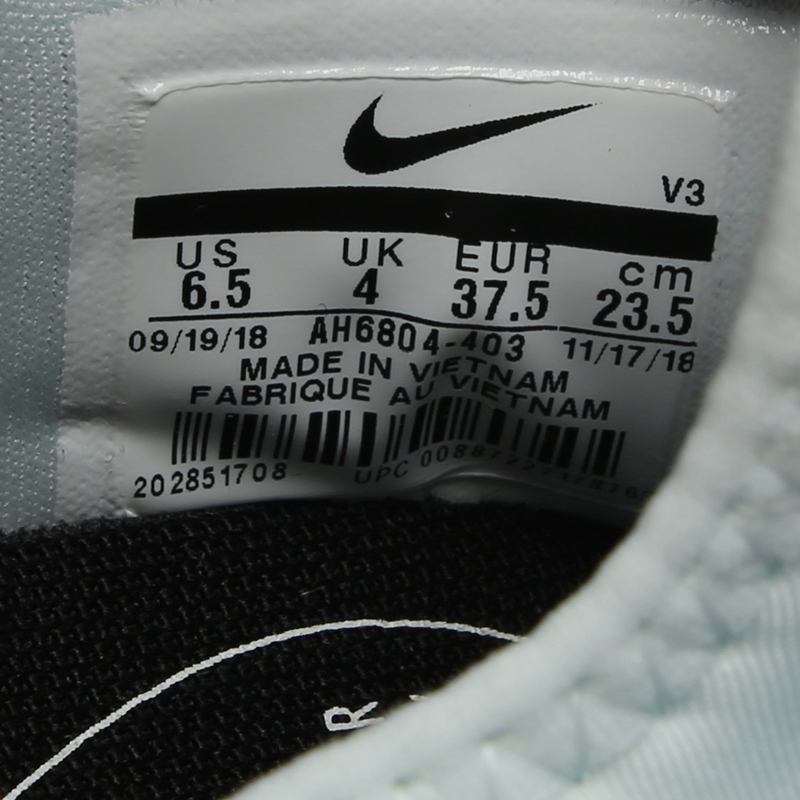 V3
US UK EUR cm
6.5 4 37.5 23.5
09/19/18 AH6804-403 11/17/18
MADE IN VIETNAM
FABRIQUE AU VIETNAM
202851708 UPC
R